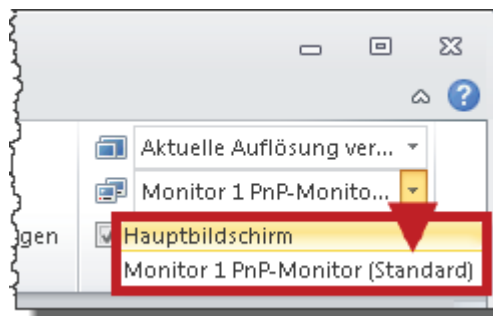 Aktuelle Auflösung ver...
Monitor 1 PnP-Monito...
gen
Hauptbildschirm
Monitor 1 PnP-Monitor (Standard)